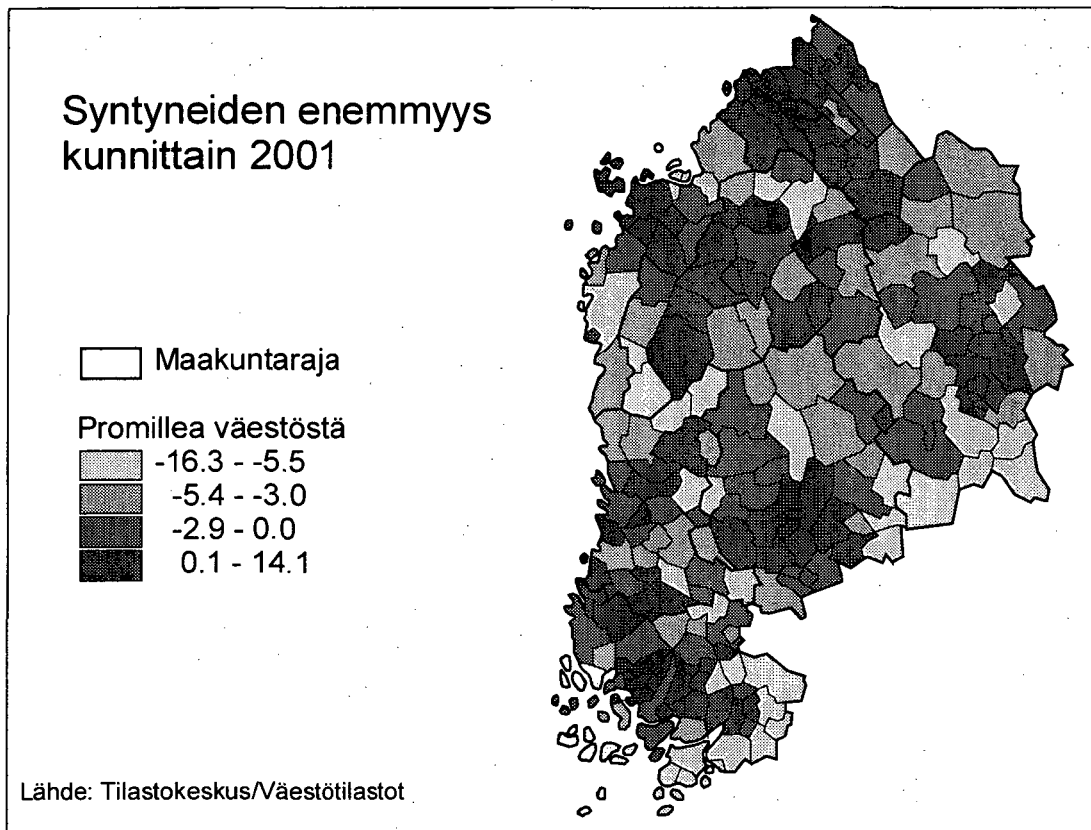 Syntyneiden enemmyys
kunnittain 2001
Maakuntaraja
Promillea väestöstä
-16.3 - -5.5
-5.4 - -3.0
-2.9 - 0.0
0.1 - 14.1
Lähde: Tilastokeskus/Väestötilastot